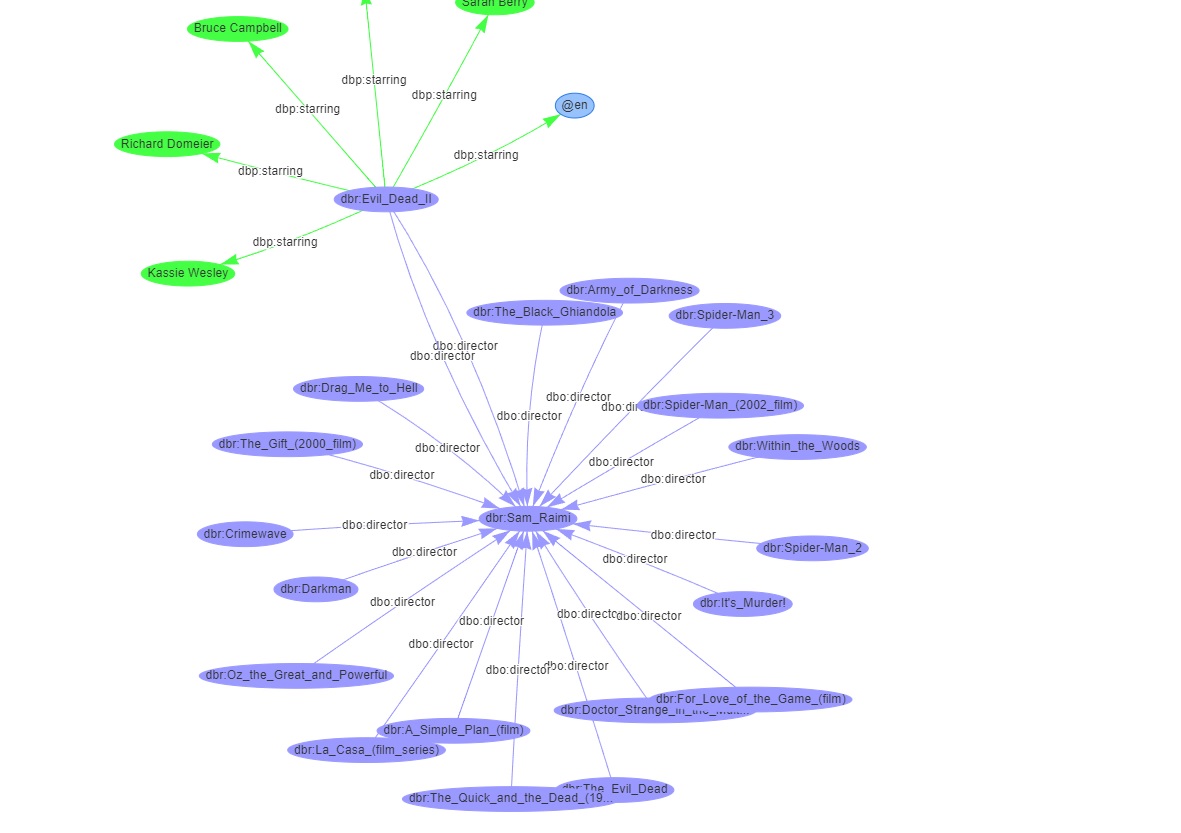 Sarah Berry
Bruce Campbell
dbp:starring
dbp:starring
@en
dbp:starring
Richard Domeier
dbp:starring
dbp:starring
dbr:Evil_Dead_II
dbp:starring
Kassie Wesley
dbr:Army_of_Darkness
dbr:The_Black_Ghiandola
dbr:Spider-Man_3
dbo:director
dbo:director
dbr:Drag_Me_to_Hell
dbo:director
dbo:dir
dbr:Spider-Man_(2002_film)
dbo:director
dbr:The_Gift_(2000_film)
dbo:director
dbr:Within_the_Woods
dbo:director
dbo:director
dbo:director
dbr:Sam_Raimi
dbo:director
dbr:Crimewave
dbo:director
dbr:Spider-Man_2
dbo:director
dbo:director
dbr:Darkman
dbo:director
dbr:It's_Murder!
dbo:director
dbo:director
dbo:director
dbo:director
dbo:director
dbo:director
dbr:Oz_the_Great_and_Powerful
dbr:For_Love_of_the_Game_(film)
dbr:Doctor_Strange_in_the_Mult...
dbr:A_Simple_Plan_(film)
dbr:La_Casa_(film_series)
dbr:The_Evil_Dead
dbr:The_Quick_and_the_Dead_(19...